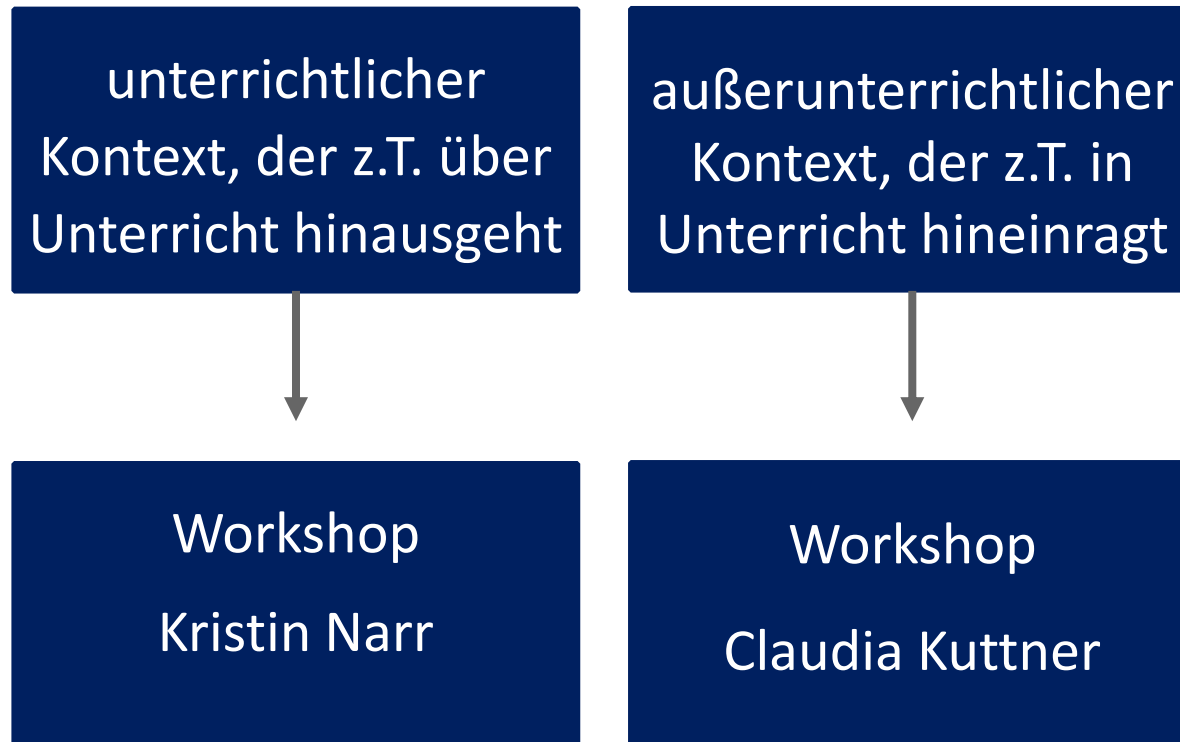 unterrichtlicher
Kontext, der z.T. über
Unterricht hinausgeht
außerunterrichtlicher
Kontext, der z.T. in
Unterricht hineinragt
Workshop
Kristin Narr
Workshop
Claudia Kuttner